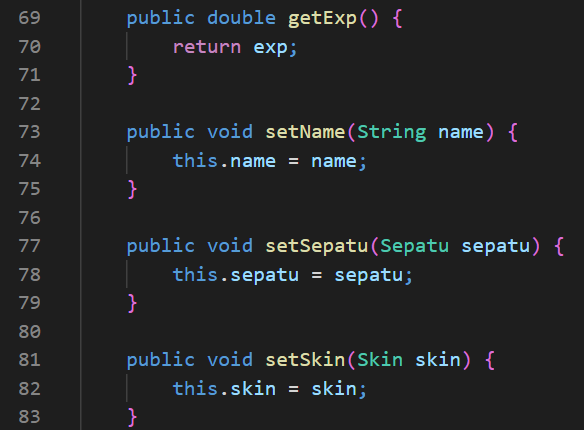 69 public double getExp() {
70 return exp;
71 }
72
73 public void setName(String name) {
74 this.name = name;
75 }
76
77 public void setSepatu(Sepatu sepatu) {
78 this.sepatu = sepatu;
79 }
80
81 public void setSkin(Skin skin) {
82 this.skin = skin;
83 }